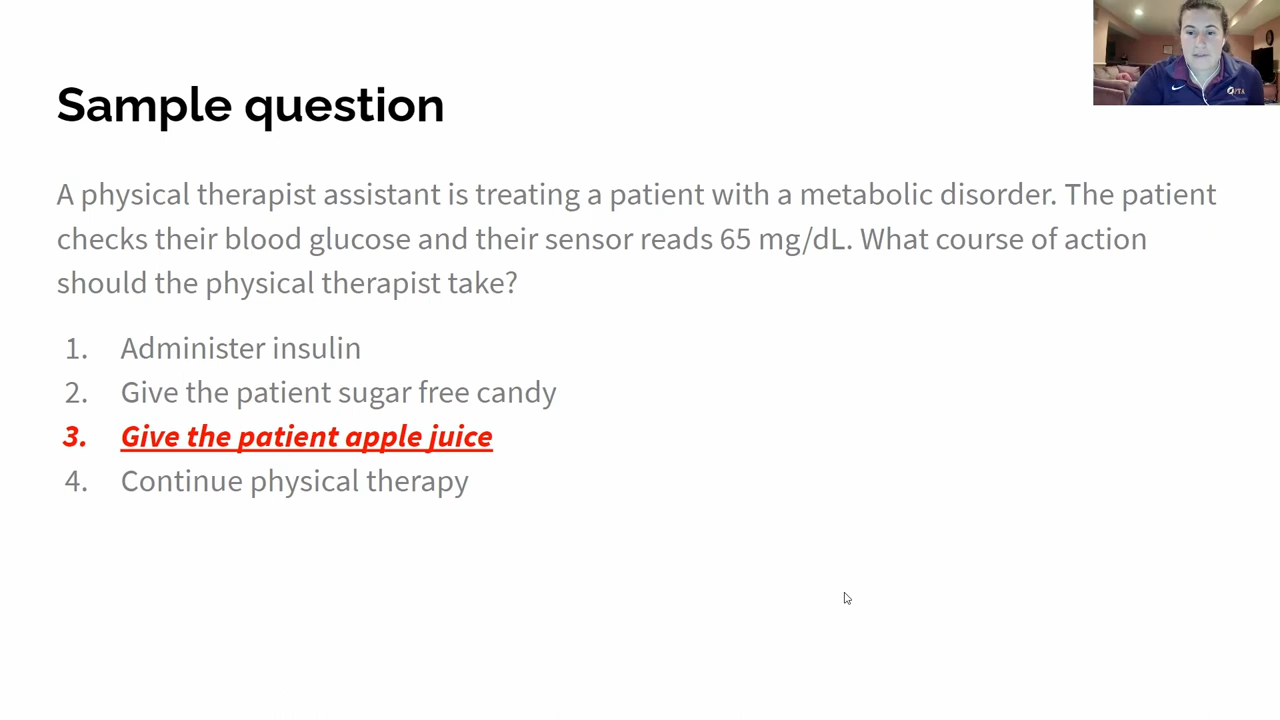 Sample question
A physical therapist assistant is treating a patient with a metabolic disorder. The patient
checks their blood glucose and their sensor reads 65 mg/dL. What course of action
should the physical therapist take?
1. Administer insulin
2. Give the patient sugar free candy
3. Give the patient apple juice
4. Continue physical therapy